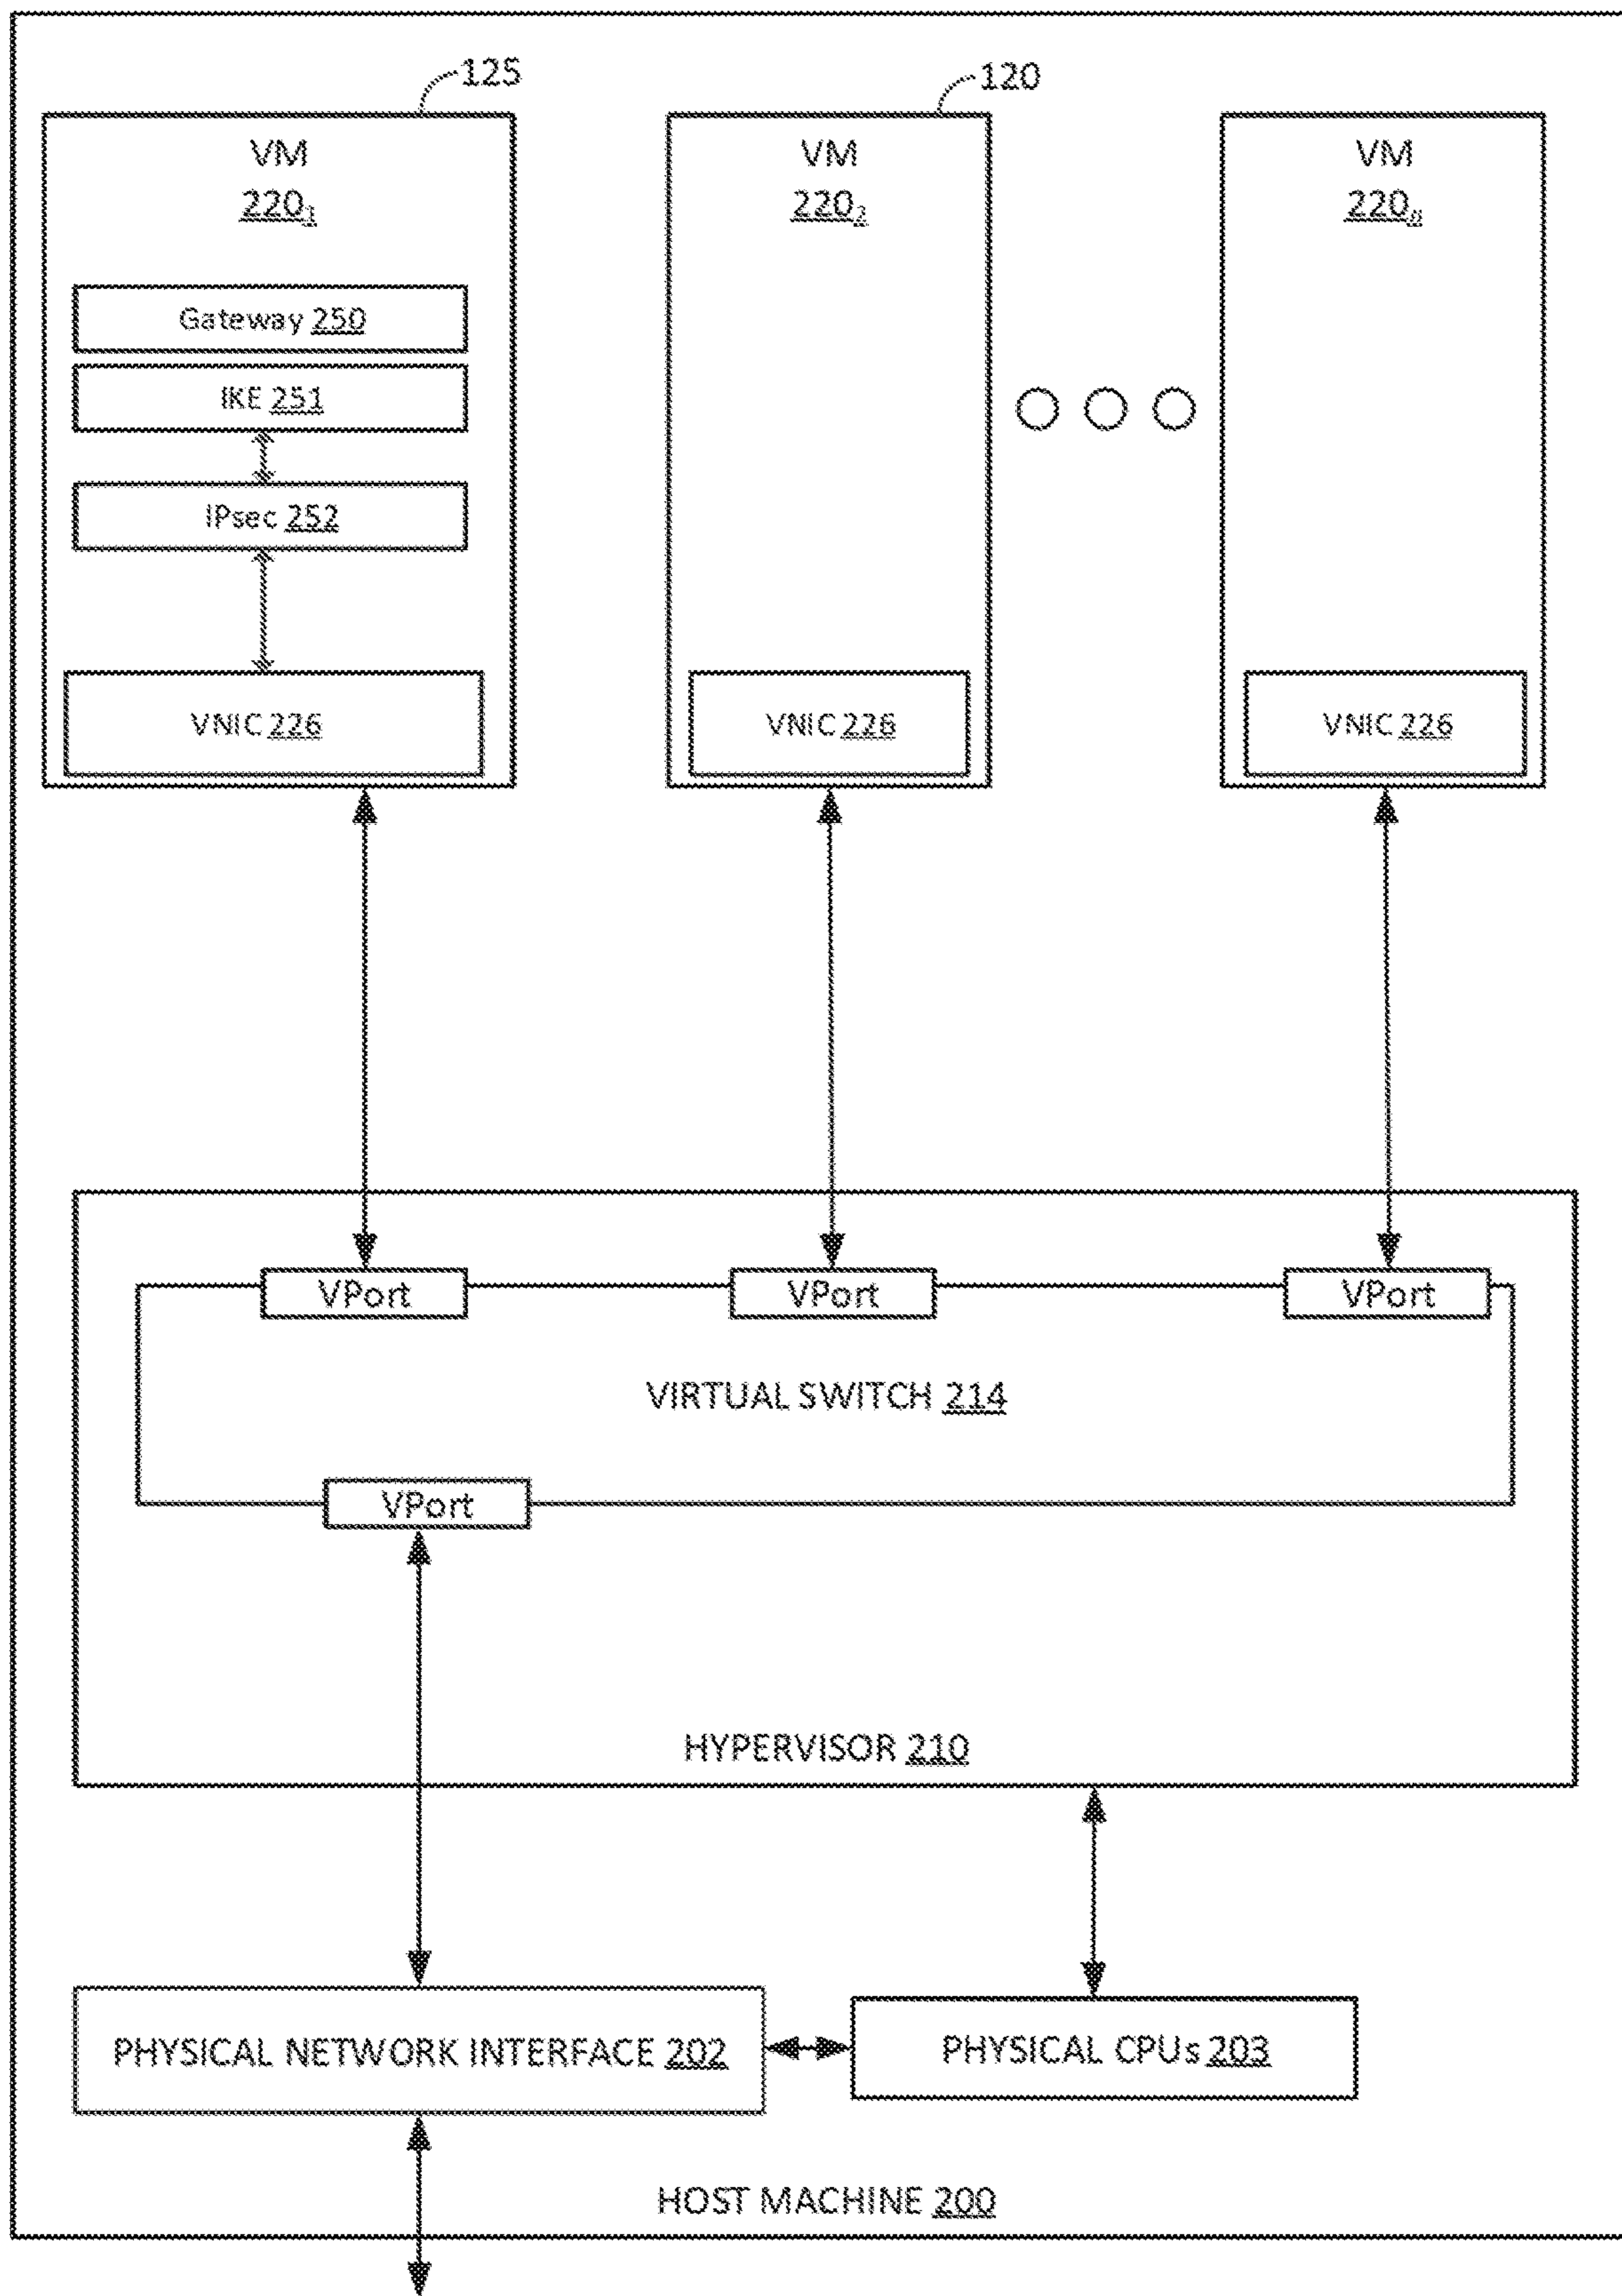 125
120
VM
220₁
VM
220₂
VM
220ₙ
Gateway 250
IKE 251
IPsec 252
VNIC 226
VNIC 226
VNIC 226
VPort
VPort
VPort
VIRTUAL SWITCH 214
VPort
HYPERVISOR 210
PHYSICAL NETWORK INTERFACE 202
PHYSICAL CPUs 203
HOST MACHINE 200